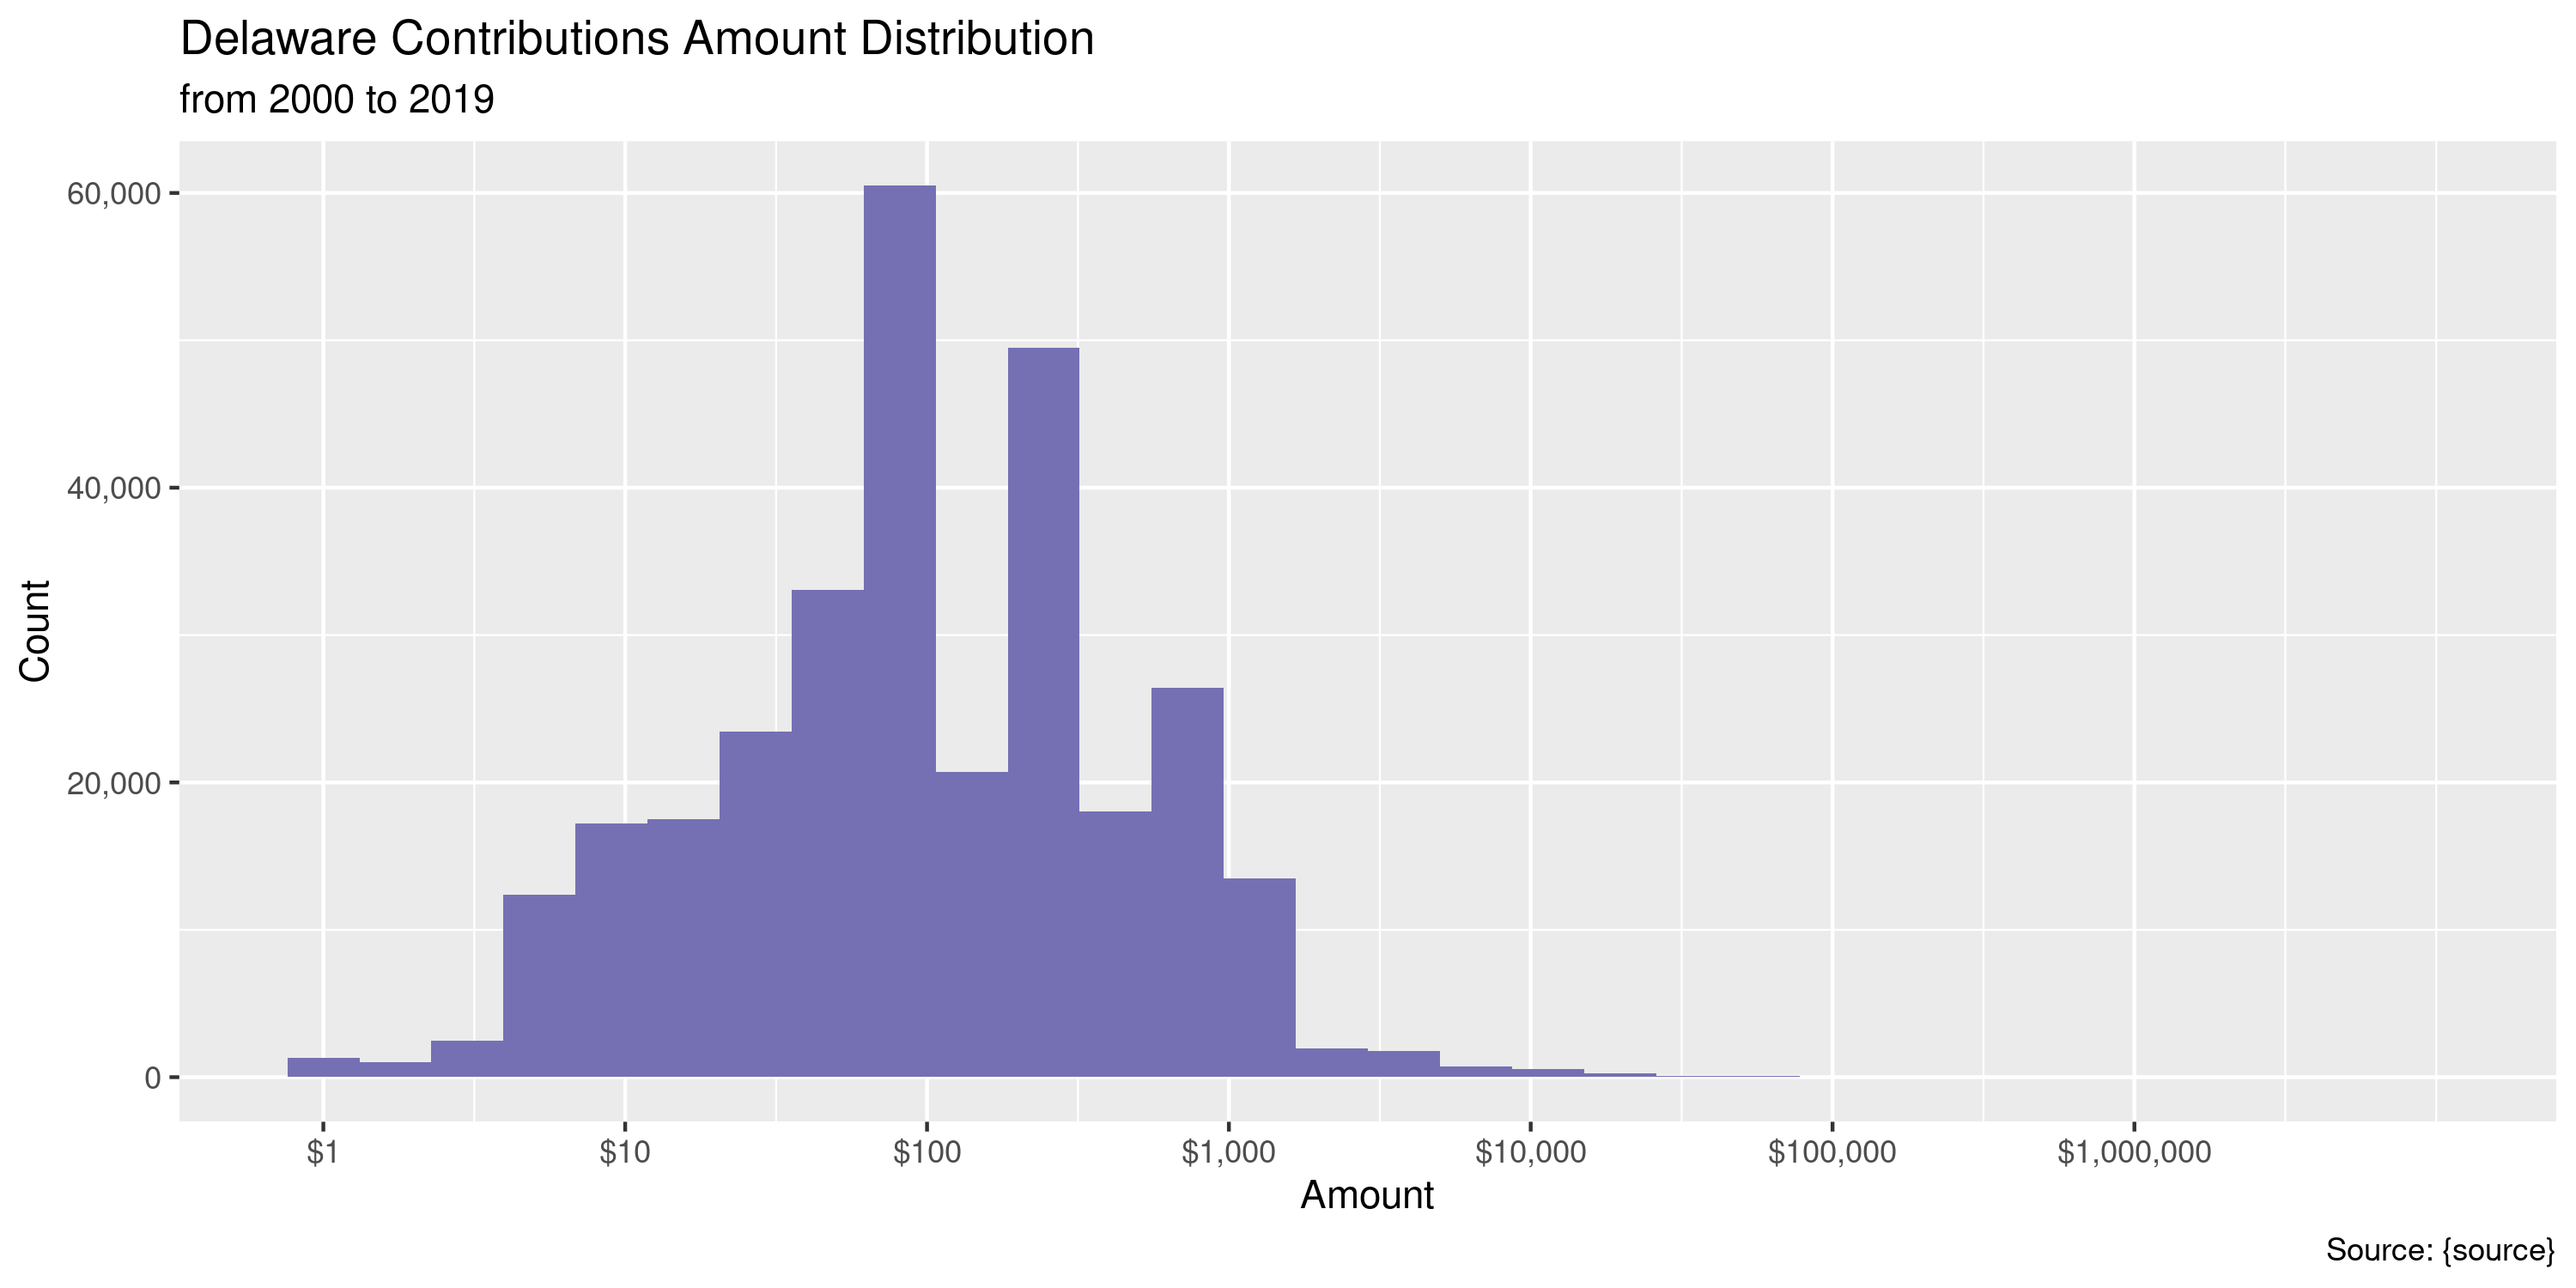 Delaware Contributions Amount Distribution
from 2000 to 2019
60,000
40,000
20,000
0
Count
$1 $10 $100 $1,000 $10,000 $100,000 $1,000,000
Amount
Source: {source}